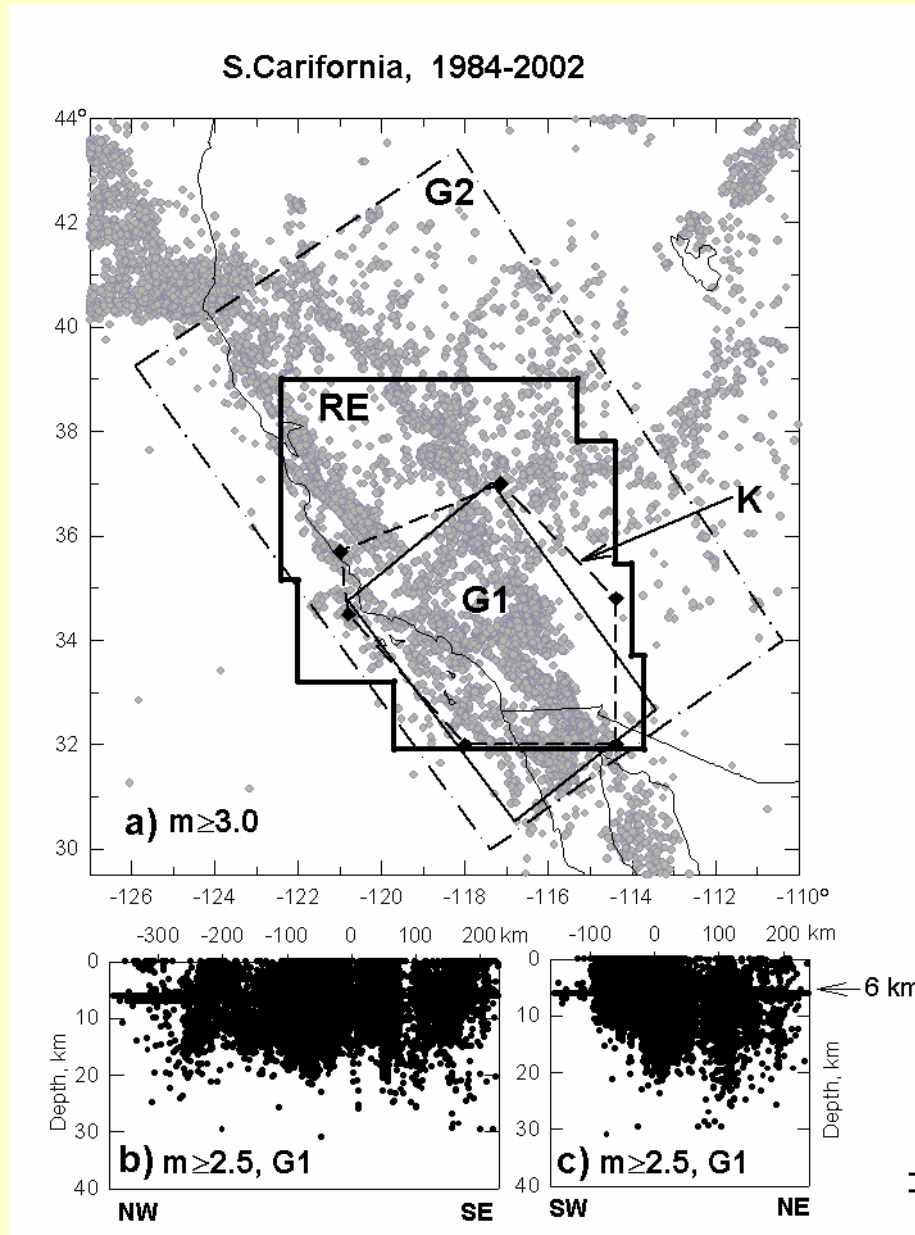 S.Carifornia, 1984-2002
44°
G2
42
40
RE
38
K
36
G1
34
32
a) m≥3.0
30
-126 -124 -122 -120 -118 -116 -114 -112 -110°
-300 -200 -100 0 100 200 km
-100 0 100 200 km
0
10
20
30
40
Depth, km
b) m≥2.5, G1
NW SE
0
10
20
30
40
6 km
Depth, km
c) m≥2.5, G1
SW NE